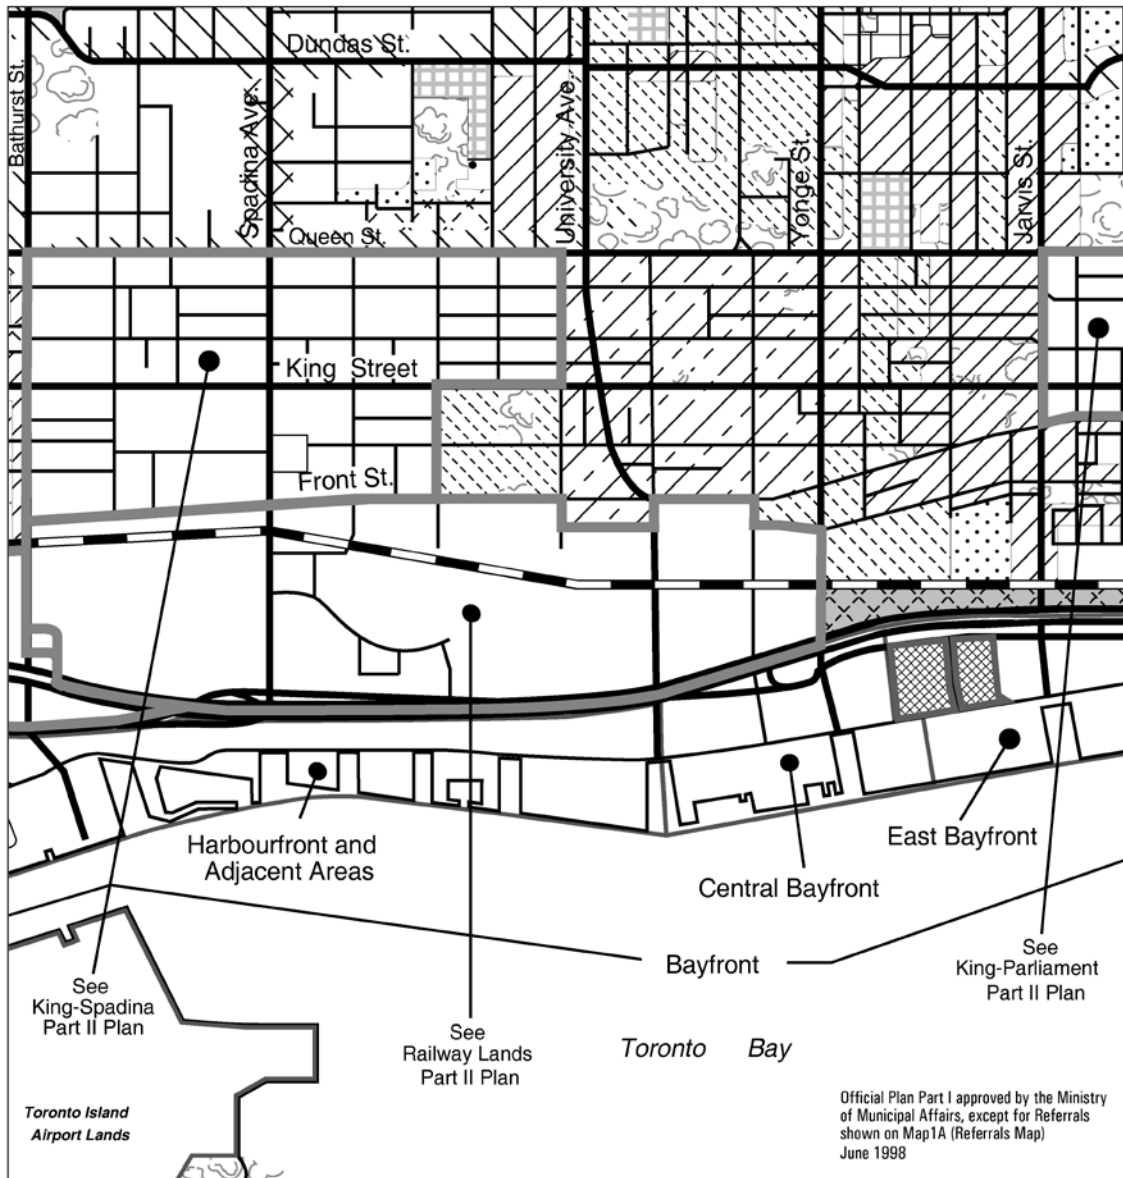 Dundas St.
Bathurst St.
Spadina Ave.
University Ave.
Yonge St.
Jarvis St.
Queen St.
King Street
Front St.
Harbourfront and
Adjacent Areas
East Bayfront
Central Bayfront
Bayfront
See
King-Spadina
Part II Plan
See
Railway Lands
Part II Plan
See
King-Parliament
Part II Plan
Toronto Bay
Toronto Island
Airport Lands
Official Plan Part I approved by the Ministry
of Municipal Affairs, except for Referrals
shown on Map1A (Referrals Map)
June 1998